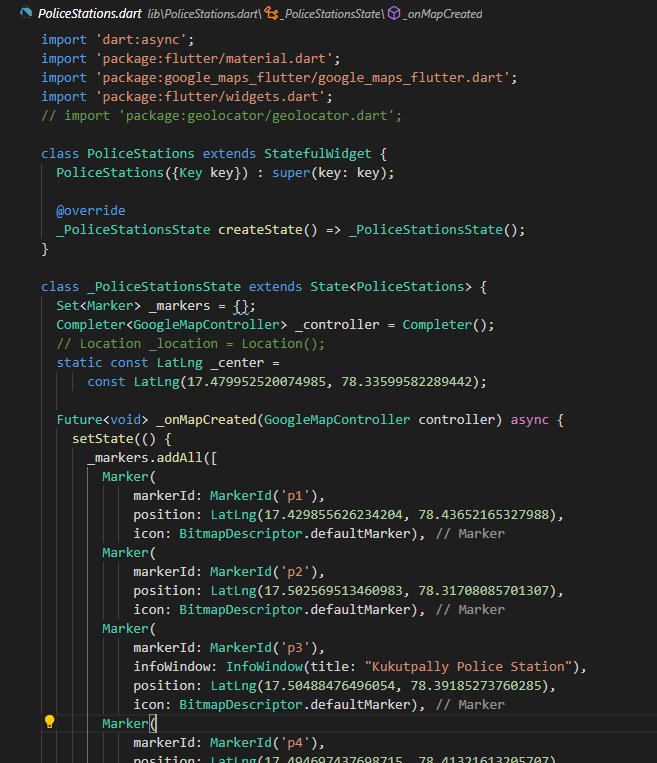 PoliceStations.dart lib\PoliceStations.dart\ _PoliceStationsState\ _onMapCreated
import 'dart:async';
import 'package:flutter/material.dart';
import 'package:google_maps_flutter/google_maps_flutter.dart';
import 'package:flutter/widgets.dart';
// import 'package:geolocator/geolocator.dart';

class PoliceStations extends StatefulWidget {
  PoliceStations({Key key}) : super(key: key);

  @override
  _PoliceStationsState createState() => _PoliceStationsState();
}

class _PoliceStationsState extends State<PoliceStations> {
  Set<Marker> _markers = {};
  Completer<GoogleMapController> _controller = Completer();
  // Location _location = Location();
  static const LatLng _center =
      const LatLng(17.479952520074985, 78.33599582289442);

  Future<void> _onMapCreated(GoogleMapController controller) async {
    setState(() {
      _markers.addAll([
        Marker(
            markerId: MarkerId('p1'),
            position: LatLng(17.429855626234204, 78.43652165327988),
            icon: BitmapDescriptor.defaultMarker), // Marker
        Marker(
            markerId: MarkerId('p2'),
            position: LatLng(17.502569513460983, 78.31708085701307),
            icon: BitmapDescriptor.defaultMarker), // Marker
        Marker(
            markerId: MarkerId('p3'),
            infoWindow: InfoWindow(title: "Kukutpally Police Station"),
            position: LatLng(17.50488476496054, 78.39185273760285),
            icon: BitmapDescriptor.defaultMarker), // Marker
        Marker(
            markerId: MarkerId('p4'),
            position: LatLng(17.494697437698715, 78.41321613205707),